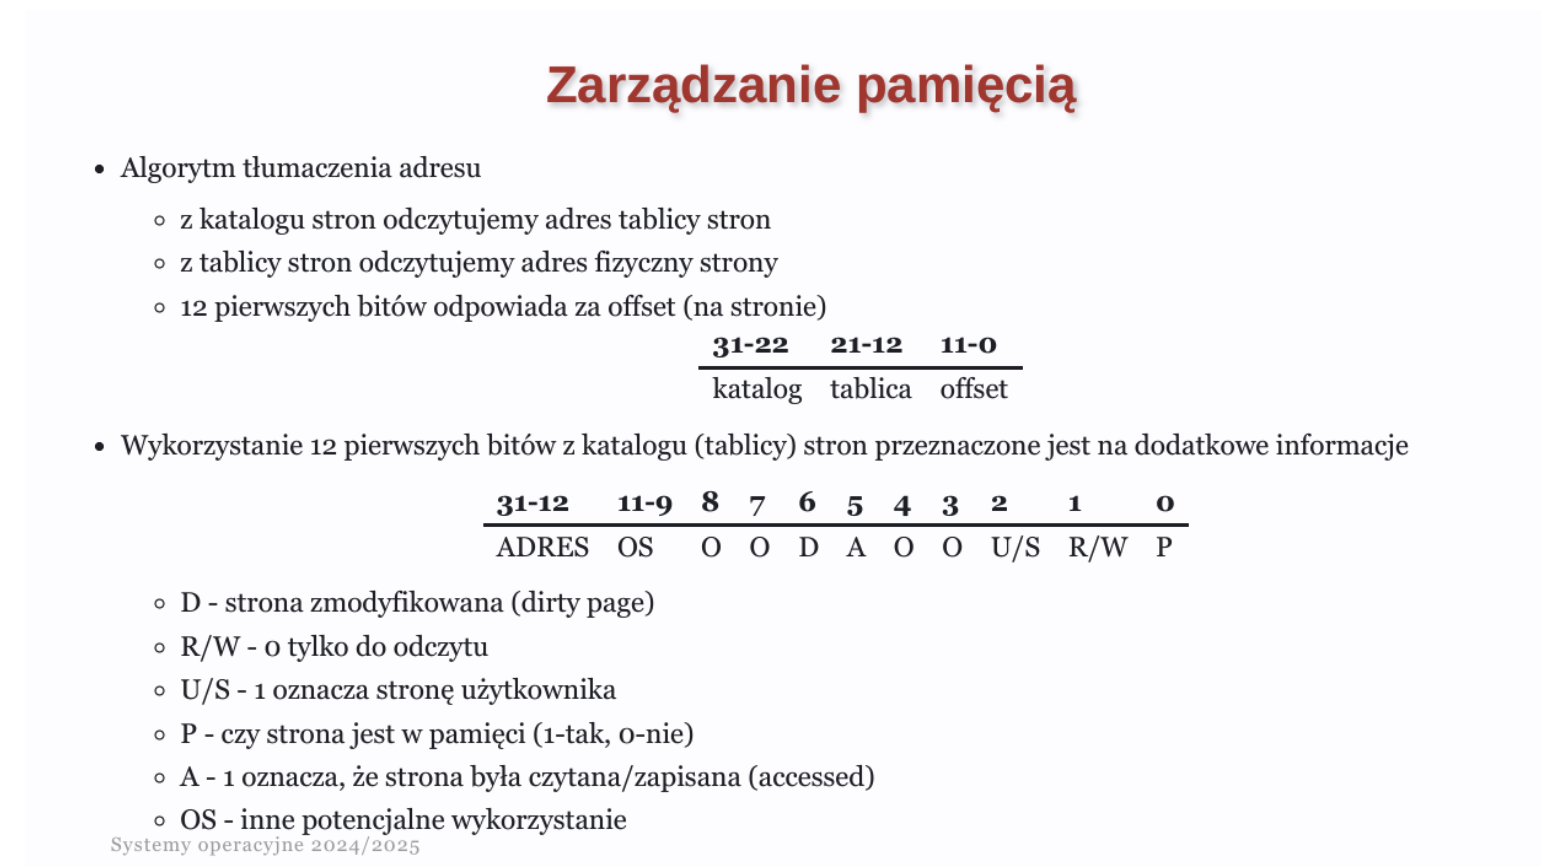 Zarządzanie pamięcią
• Algorytm tłumaczenia adresu
◦ z katalogu stron odczytujemy adres tablicy stron
◦ z tablicy stron odczytujemy adres fizyczny strony
◦ 12 pierwszych bitów odpowiada za offset (na stronie)
31-22 21-12 11-0
katalog tablica offset
• Wykorzystanie 12 pierwszych bitów z katalogu (tablicy) stron przeznaczone jest na dodatkowe informacje
31-12 11-9 8 7 6 5 4 3 2 1 0
ADRES OS O O D A O O U/S R/W P
◦ D - strona zmodyfikowana (dirty page)
◦ R/W - 0 tylko do odczytu
◦ U/S - 1 oznacza stronę użytkownika
◦ P - czy strona jest w pamięci (1-tak, 0-nie)
◦ A - 1 oznacza, że strona była czytana/zapisana (accessed)
◦ OS - inne potencjalne wykorzystanie
Systemy operacyjne 2024/2025